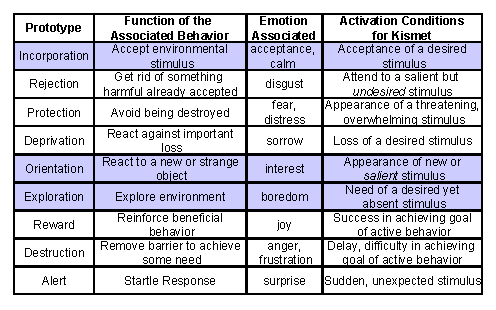 Prototype
Function of the
Associated Behavior
Emotion
Associated
Activation Conditions
for Kismet
Incorporation
Accept environmental
stimulus
acceptance,
calm
Acceptance of a desired
stimulus
Rejection
Get rid of something
harmful already accepted
disgust
Attend to a salient but
undesired stimulus
Protection
Avoid being destroyed
fear,
distress
Appearance of a threatening,
overwhelming stimulus
Deprivation
React against important
loss
sorrow
Loss of a desired stimulus
Orientation
React to a new or strange
object
interest
Appearance of new or
salient stimulus
Exploration
Explore environment
boredom
Need of a desired yet
absent stimulus
Reward
Reinforce beneficial
behavior
joy
Success in achieving goal
of active behavior
Destruction
Remove barrier to achieve
some need
anger,
frustration
Delay, difficulty in achieving
goal of active behavior
Alert
Startle Response
surprise
Sudden, unexpected stimulus